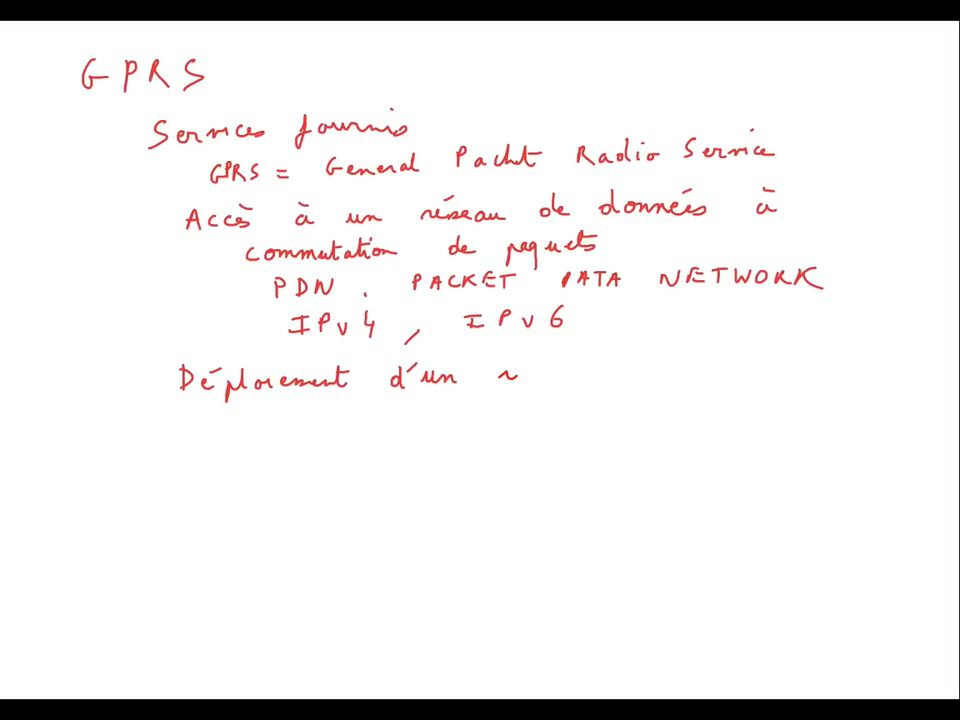 GPRS
Services fournis
GPRS = General Packet Radio Service
Accès à un réseau de données à
commutation de paquets
PDN : PACKET DATA NETWORK
IPv4, IPv6
Déploiement d'un